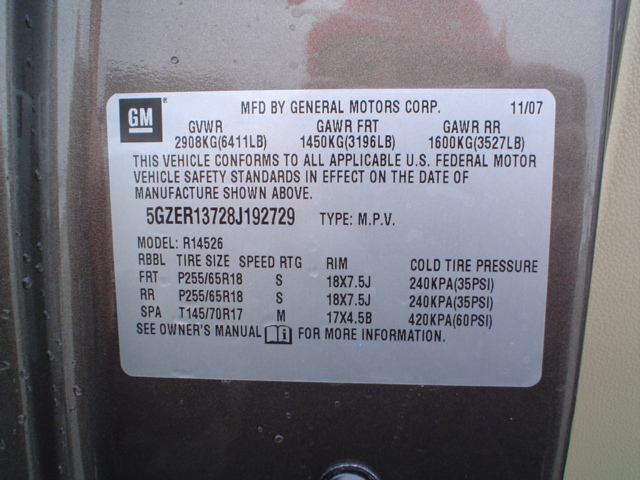 GM ® MFD BY GENERAL MOTORS CORP. 11/07
GVWR GAWR FRT GAWR RR
2908KG(6411LB) 1450KG(3196LB) 1600KG(3527LB)
THIS VEHICLE CONFORMS TO ALL APPLICABLE U.S. FEDERAL MOTOR
VEHICLE SAFETY STANDARDS IN EFFECT ON THE DATE OF
MANUFACTURE SHOWN ABOVE.
5GZER13728J192729 TYPE: M.P.V.
MODEL: R14526
RBBL TIRE SIZE SPEED RTG RIM COLD TIRE PRESSURE
FRT P255/65R18 S 18X7.5J 240KPA(35PSI)
RR P255/65R18 S 18X7.5J 240KPA(35PSI)
SPA T145/70R17 M 17X4.5B 420KPA(60PSI)
SEE OWNER'S MANUAL FOR MORE INFORMATION.